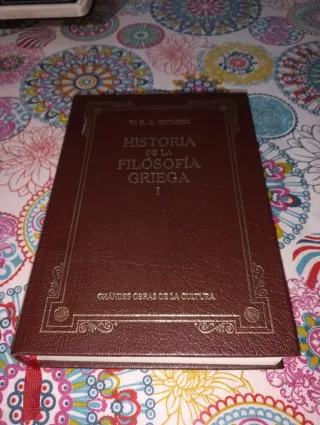 W. K. C. GUTHRIE
HISTORIA
DE LA
FILOSOFÍA
GRIEGA
I
GRANDES OBRAS DE LA CULTURA